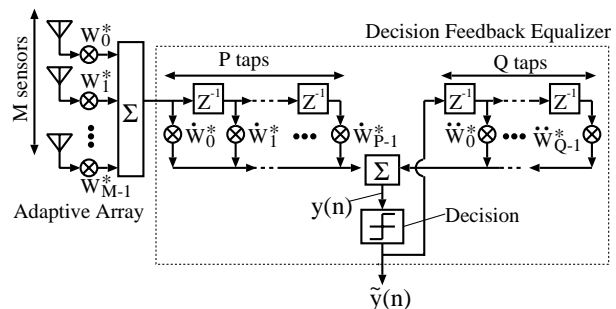 Decision Feedback Equalizer
M sensors
W*0
W*1
W*M-1
Σ
Adaptive Array
P taps
Z-1
Z-1
Ẇ*0
Ẇ*1
Ẇ*P-1
Q taps
Z-1
Z-1
Ẅ*0
Ẅ*Q-1
Σ
y(n)
Decision
ỹ(n)